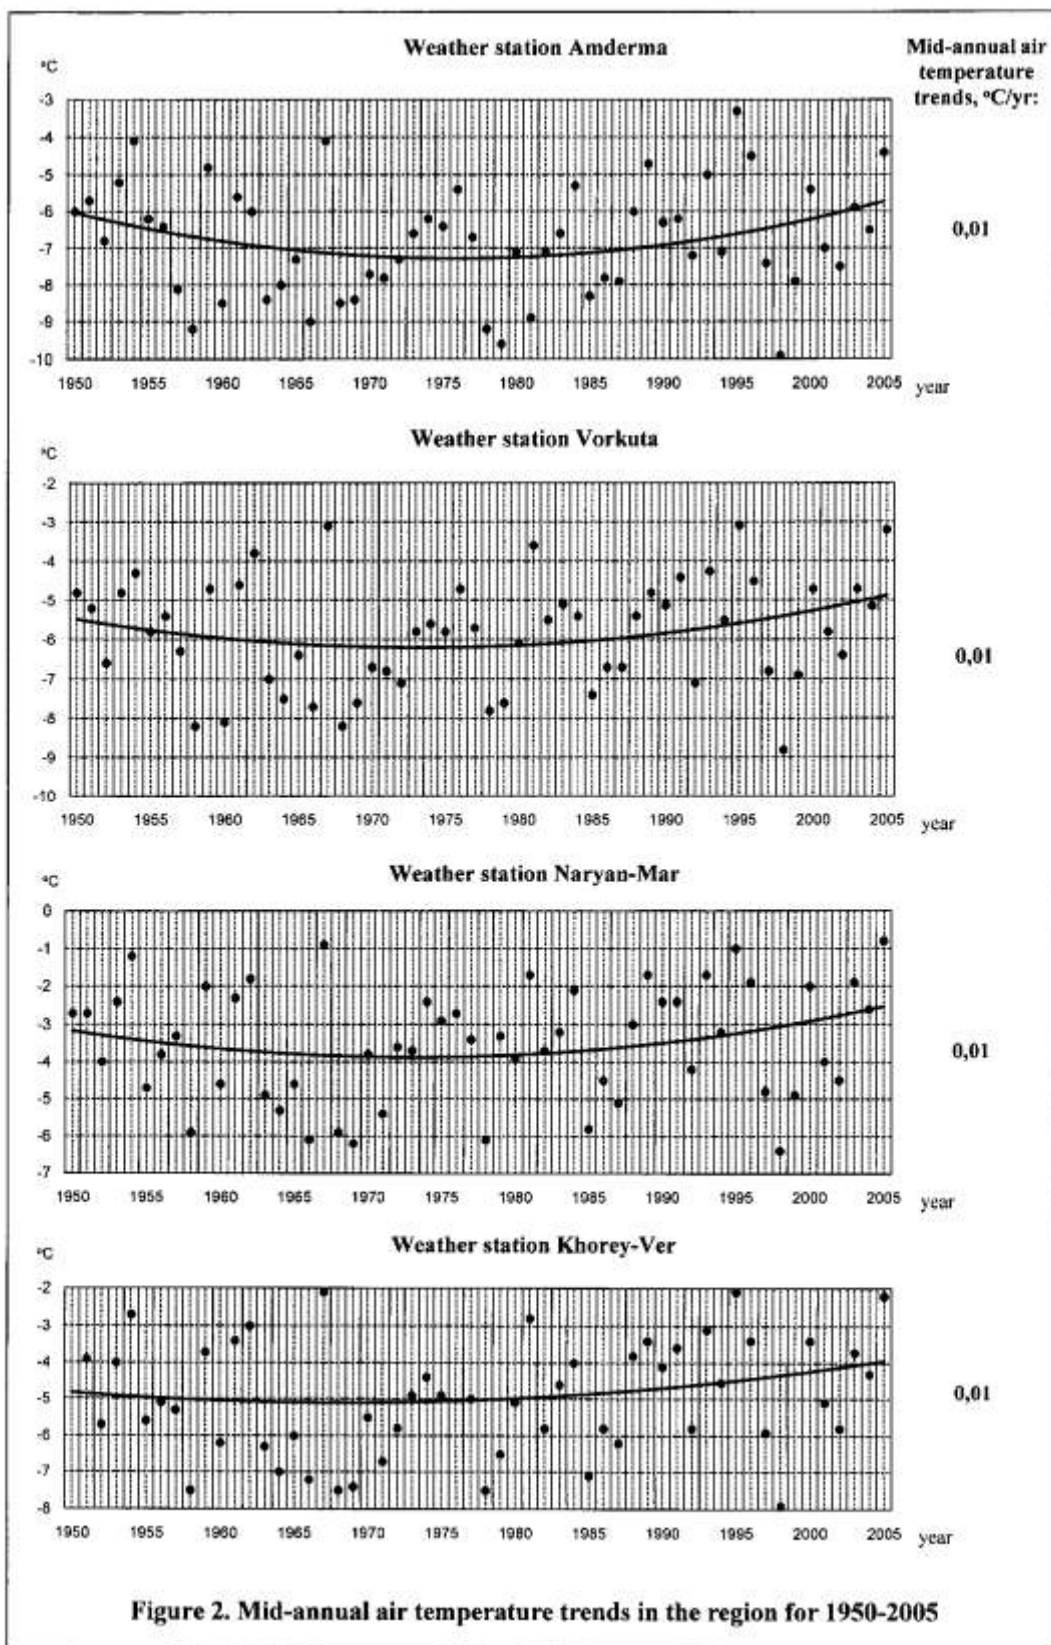 Weather station Amderma
Mid-annual air
temperature
trends, °C/yr:
°C
-3
-4
-5
-6
-7
-8
-9
-10
0,01
1950 1955 1960 1965 1970 1975 1980 1985 1990 1995 2000 2005 year
Weather station Vorkuta
°C
-2
-3
-4
-5
-6
-7
-8
-9
-10
0,01
1950 1955 1960 1965 1970 1975 1980 1985 1990 1995 2000 2005 year
Weather station Naryan-Mar
°C
0
-1
-2
-3
-4
-5
-6
-7
0,01
1950 1955 1960 1965 1970 1975 1980 1985 1990 1995 2000 2005 year
Weather station Khorey-Ver
°C
-2
-3
-4
-5
-6
-7
-8
0,01
1950 1955 1960 1965 1970 1975 1980 1985 1990 1995 2000 2005 year
Figure 2. Mid-annual air temperature trends in the region for 1950-2005